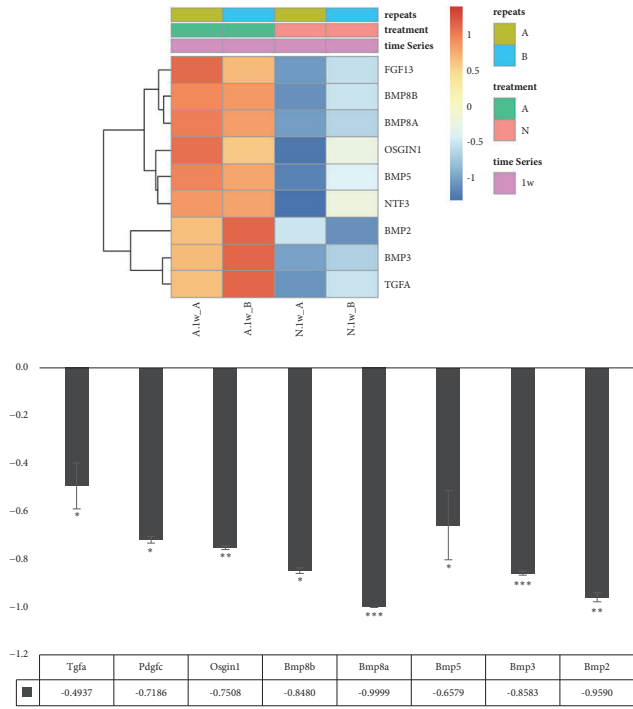 repeats
treatment
time Series
FGF13
BMP8B
BMP8A
OSGIN1
BMP5
NTF3
BMP2
BMP3
TGFA
A.1w_A
A.1w_B
N.1w_A
N.1w_B
1
0.5
0
-0.5
-1
repeats
A
B
treatment
A
N
time Series
1w
0.0
−0.2
−0.4
−0.6
−0.8
−1.0
−1.2
*
*
**
*
***
*
***
**
Tgfa Pdgfc Osgin1 Bmp8b Bmp8a Bmp5 Bmp3 Bmp2
-0.4937 -0.7186 -0.7508 -0.8480 -0.9999 -0.6579 -0.8583 -0.9590